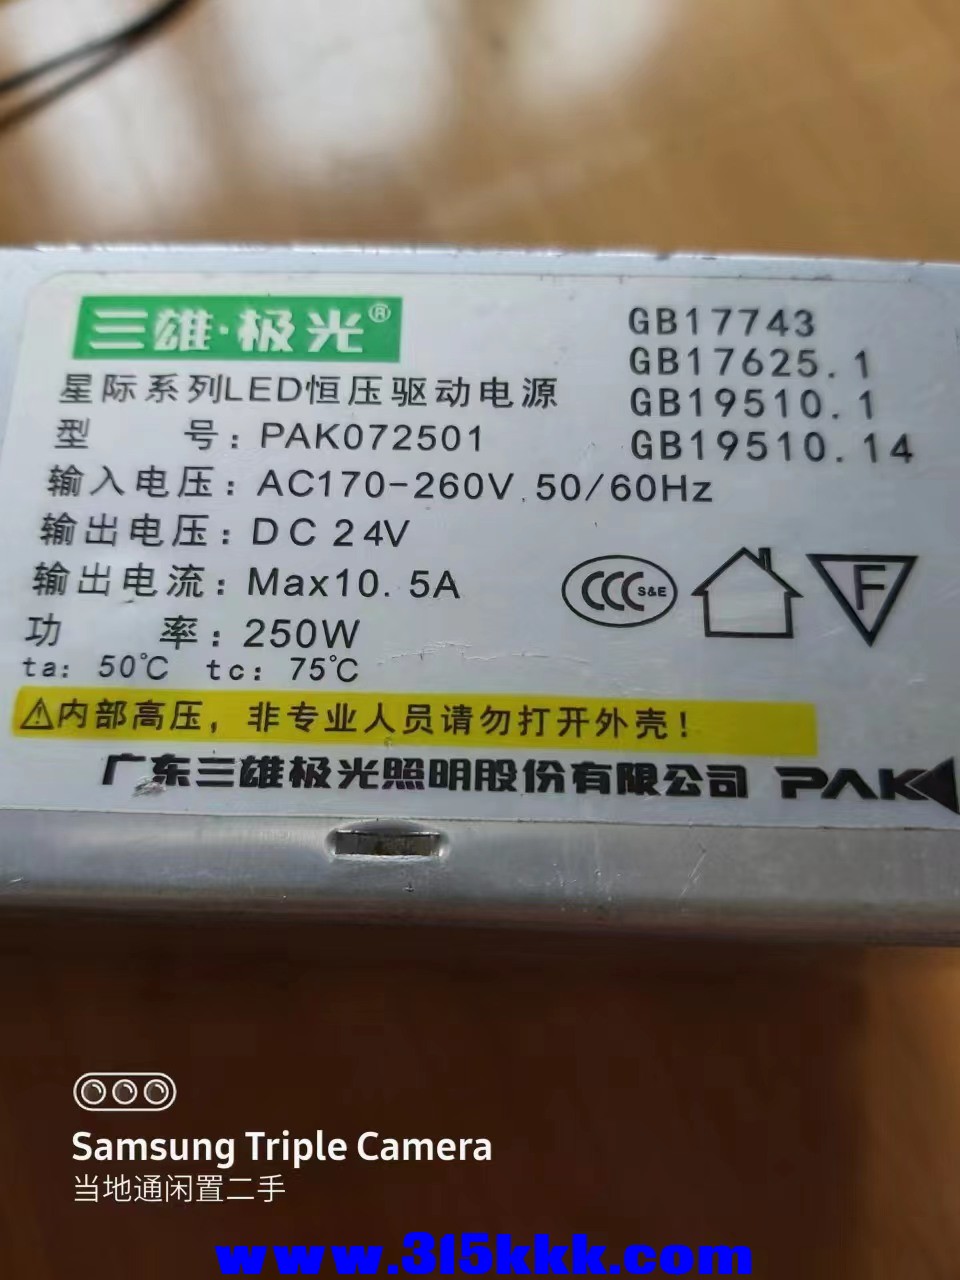 三雄·极光®
星际系列LED恒压驱动电源
型 号：PAK072501
输入电压：AC170-260V 50/60Hz
输出电压：DC 24V
输出电流：Max10.5A
功 率：250W
ta: 50℃ tc: 75℃
GB17743
GB17625.1
GB19510.1
GB19510.14
CCC S&E
F
⚠内部高压，非专业人员请勿打开外壳！
广东三雄极光照明股份有限公司 PAK
Samsung Triple Camera
当地通闲置二手
www.315kkk.com